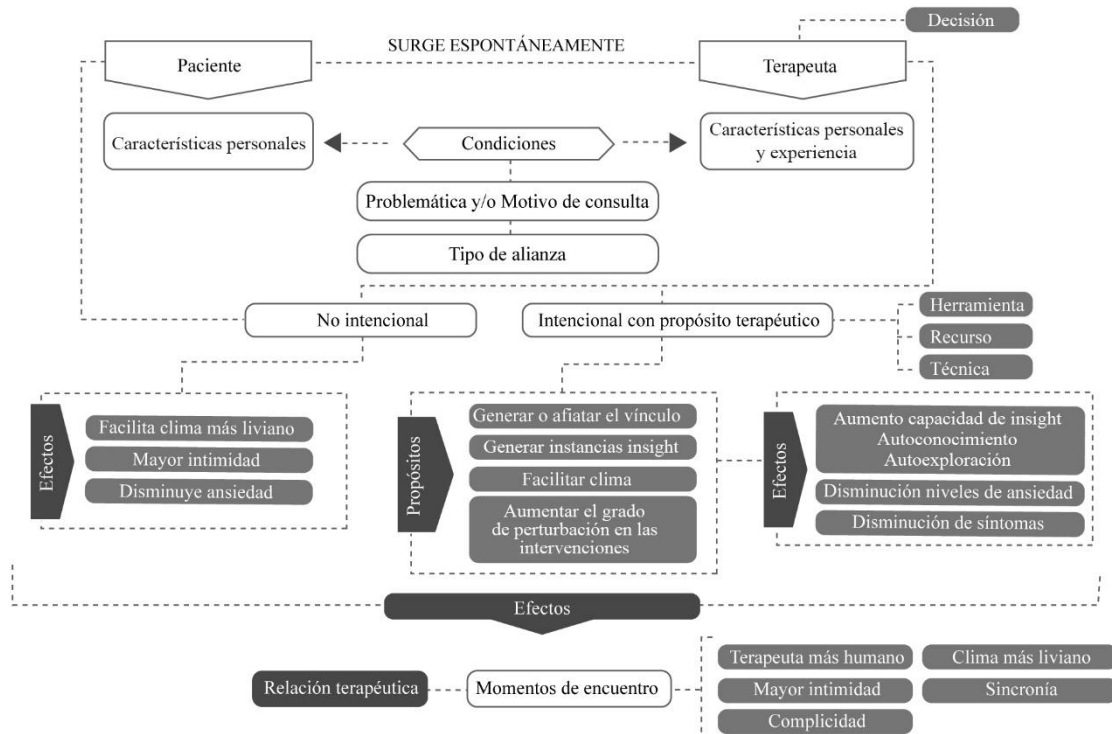 Decisión
SURGE ESPONTÁNEAMENTE
Paciente
Terapeuta
Características personales
Condiciones
Características personales
y experiencia
Problemática y/o Motivo de consulta
Tipo de alianza
No intencional
Intencional con propósito terapéutico
Herramienta
Recurso
Técnica
Efectos
Facilita clima más liviano
Mayor intimidad
Disminuye ansiedad
Propósitos
Generar o afiatar el vínculo
Generar instancias insight
Facilitar clima
Aumentar el grado
de perturbación en las
intervenciones
Efectos
Aumento capacidad de insight
Autoconocimiento
Autoexploración
Disminución niveles de ansiedad
Disminución de síntomas
Efectos
Relación terapéutica
Momentos de encuentro
Terapeuta más humano
Clima más liviano
Mayor intimidad
Sincronía
Complicidad